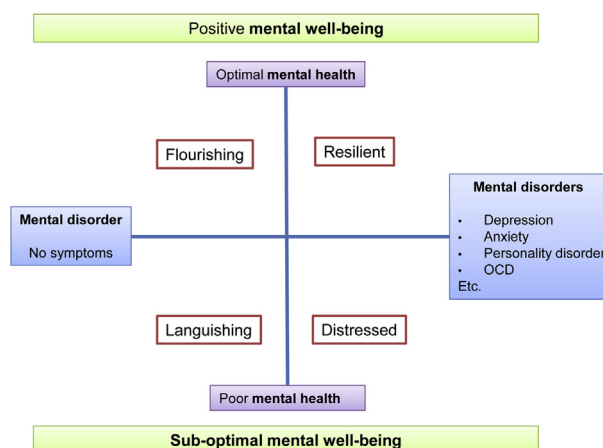 Positive mental well-being
Optimal mental health
Flourishing
Resilient
Mental disorder
No symptoms
Mental disorders
• Depression
• Anxiety
• Personality disorder
• OCD
Etc.
Languishing
Distressed
Poor mental health
Sub-optimal mental well-being